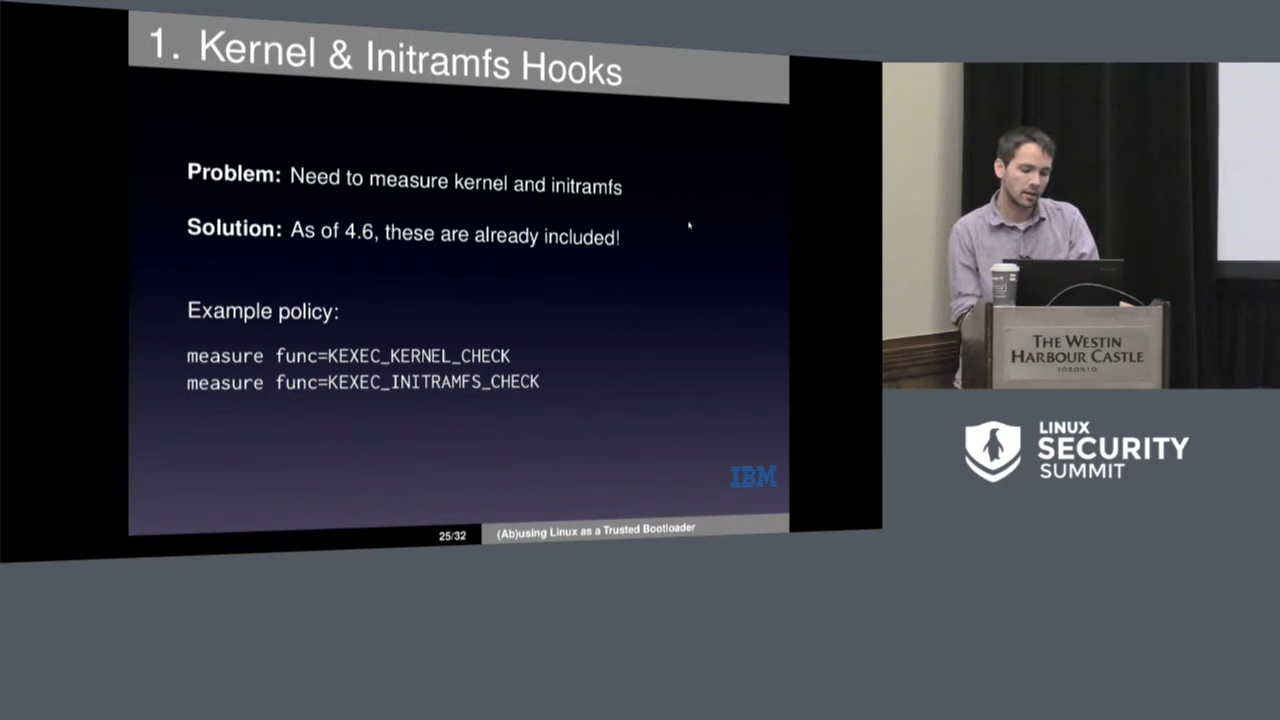 1. Kernel & Initramfs Hooks
Problem: Need to measure kernel and initramfs
Solution: As of 4.6, these are already included!
Example policy:
measure func=KEXEC_KERNEL_CHECK
measure func=KEXEC_INITRAMFS_CHECK
IBM
25/32
(Ab)using Linux as a Trusted Bootloader
THE WESTIN
HARBOUR CASTLE
TORONTO
LINUX
SECURITY
SUMMIT